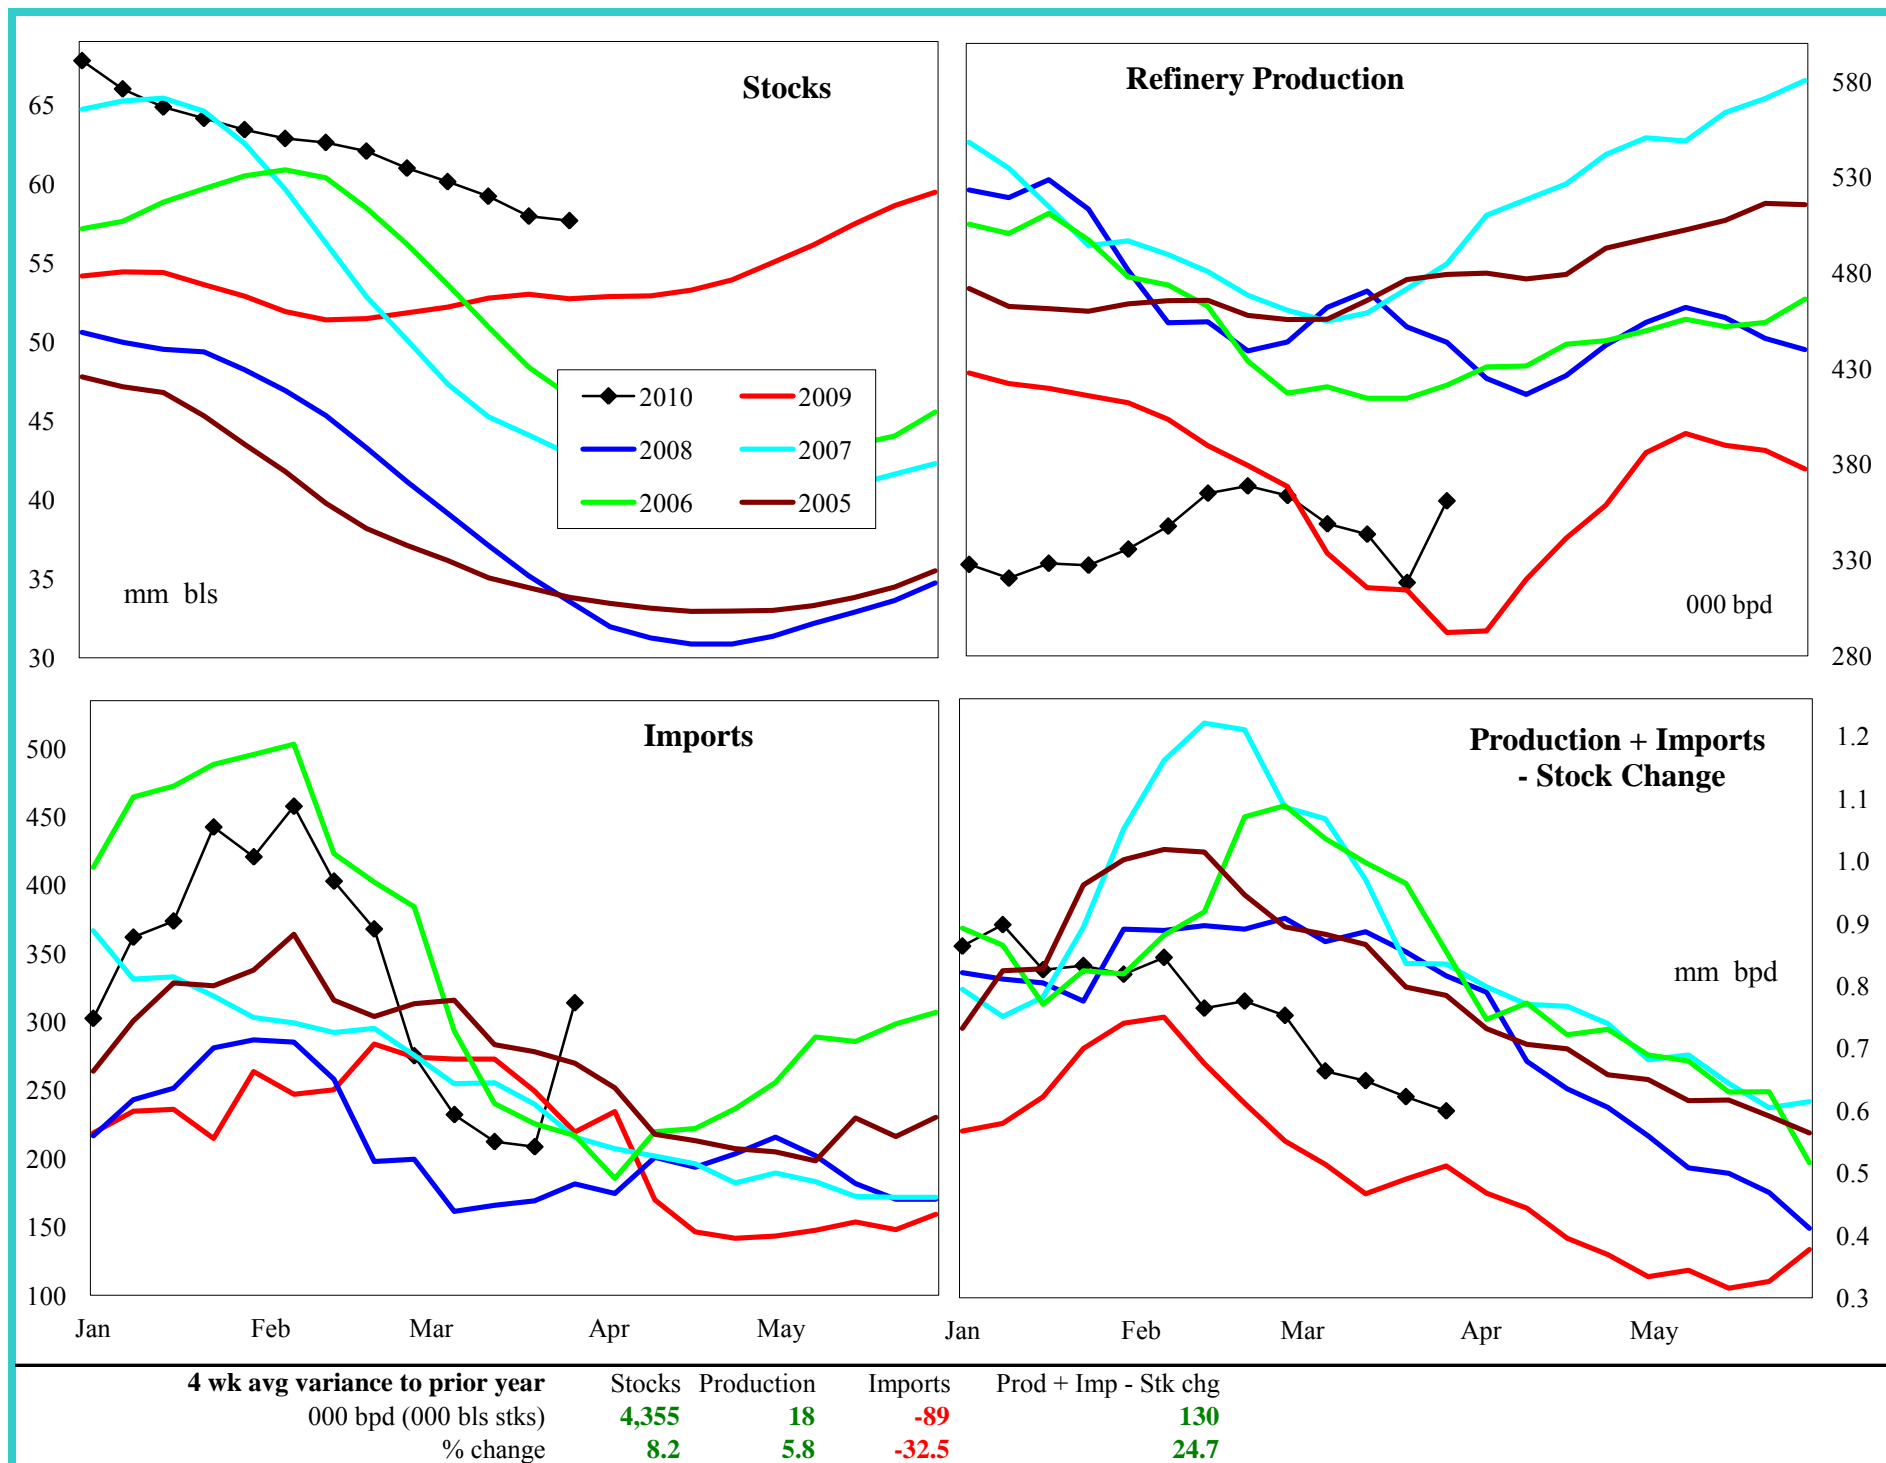 Stocks
65
60
55
50
45
40
35
30
mm bls
2010
2009
2008
2007
2006
2005
Refinery Production
580
530
480
430
380
330
280
000 bpd
Imports
500
450
400
350
300
250
200
150
100
Jan
Feb
Mar
Apr
May
Production + Imports
- Stock Change
1.2
1.1
1.0
0.9
0.8
0.7
0.6
0.5
0.4
0.3
mm bpd
Jan
Feb
Mar
Apr
May
4 wk avg variance to prior year Stocks Production Imports Prod + Imp - Stk chg
000 bpd (000 bls stks) 4,355 18 -89 130
% change 8.2 5.8 -32.5 24.7